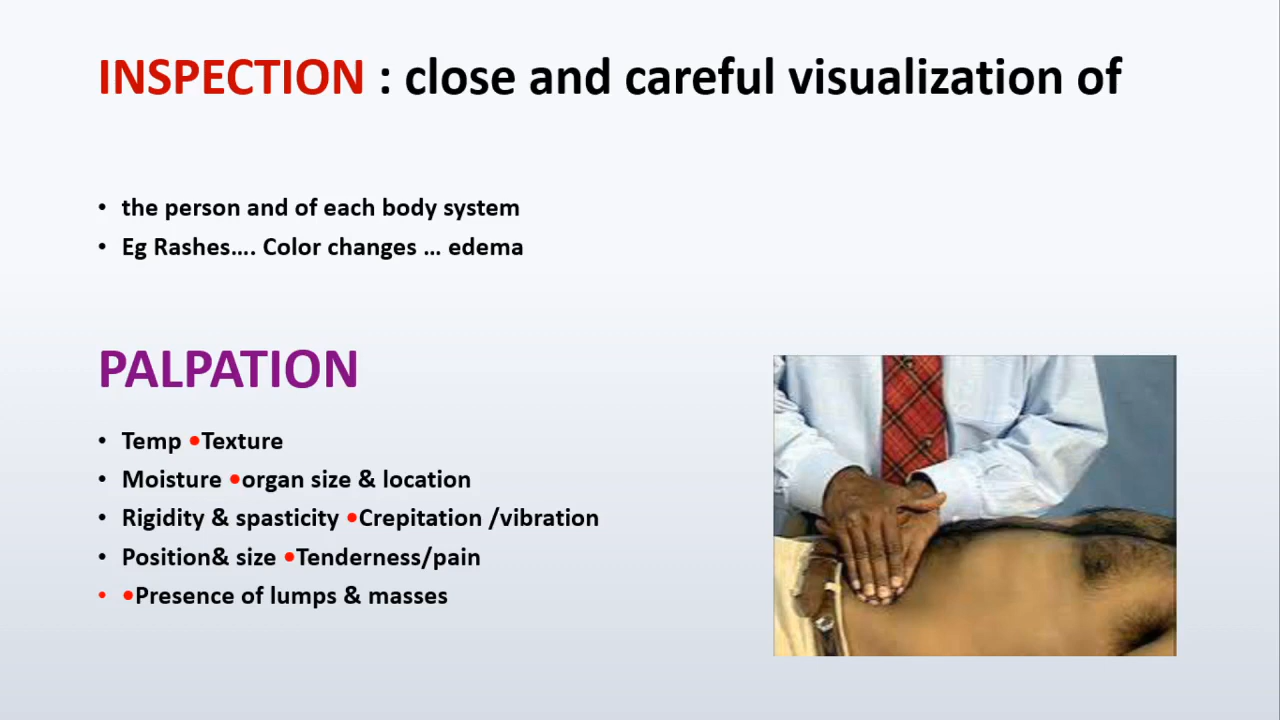 INSPECTION : close and careful visualization of
• the person and of each body system
• Eg Rashes.... Color changes ... edema
PALPATION
• Temp •Texture
• Moisture •organ size & location
• Rigidity & spasticity •Crepitation /vibration
• Position& size •Tenderness/pain
• •Presence of lumps & masses